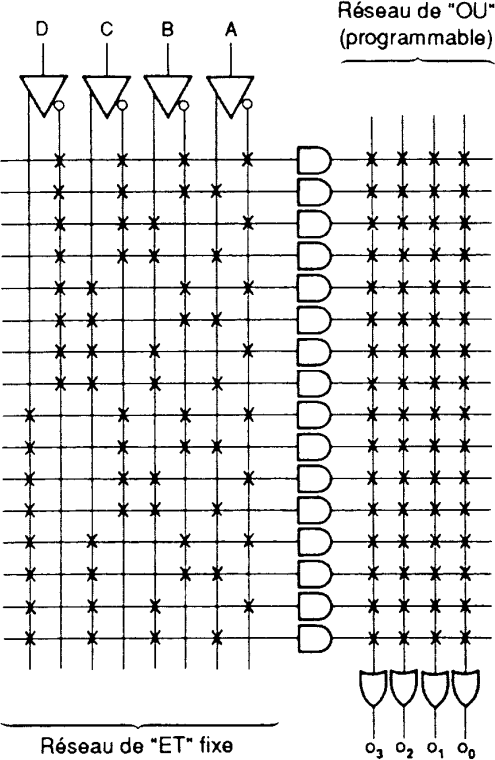 Réseau de "OU"
(programmable)
D C B A
Réseau de "ET" fixe
O₃ O₂ O₁ O₀